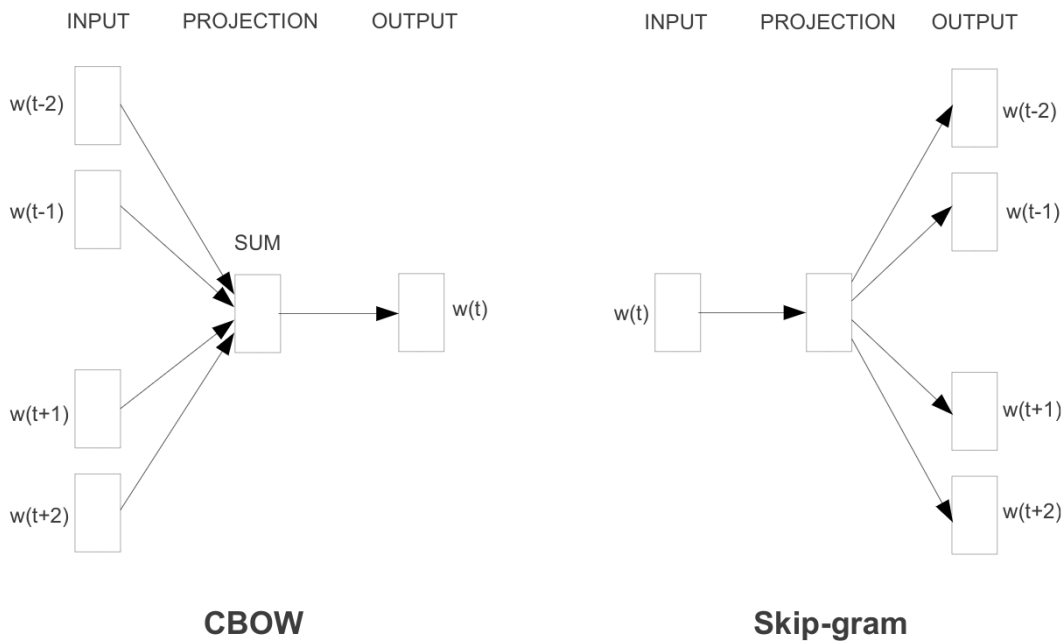 INPUT PROJECTION OUTPUT
w(t-2)
w(t-1)
SUM
w(t)
w(t+1)
w(t+2)
CBOW
INPUT PROJECTION OUTPUT
w(t-2)
w(t-1)
w(t)
w(t+1)
w(t+2)
Skip-gram